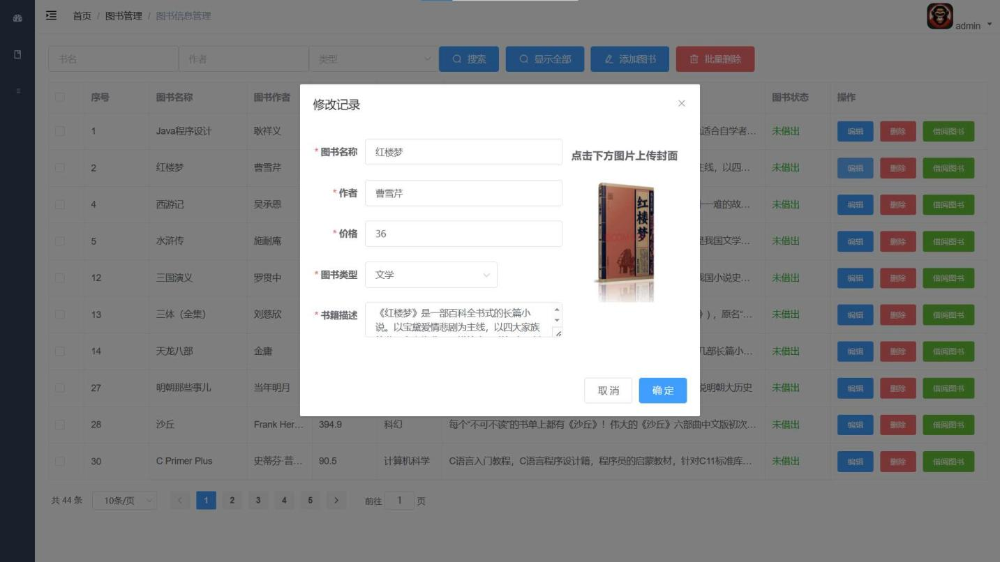 首页 / 图书管理 / 图书信息管理
admin
书名 作者 类型 搜索 显示全部 添加图书 批量删除
序号 图书名称 图书作者 图书状态 操作
1 Java程序设计 耿祥义 适合自学者… 未借出 编辑 删除 借阅图书
2 红楼梦 曹雪芹 主线，以四… 未借出 编辑 删除 借阅图书
4 西游记 吴承恩 十一难的故… 未借出 编辑 删除 借阅图书
5 水浒传 施耐庵 是我国文学… 未借出 编辑 删除 借阅图书
12 三国演义 罗贯中 我国小说史… 未借出 编辑 删除 借阅图书
13 三体（全集） 刘慈欣 》)，原名“… 未借出 编辑 删除 借阅图书
14 天龙八部 金庸 几部长篇小… 未借出 编辑 删除 借阅图书
27 明朝那些事儿 当年明月 说明朝大历史 未借出 编辑 删除 借阅图书
28 沙丘 Frank Her… 394.9 科幻 每个“不可不读”的书单上都有《沙丘》！伟大的《沙丘》六部曲中文版初次… 未借出 编辑 删除 借阅图书
30 C Primer Plus 史蒂芬·普… 90.5 计算机科学 C语言入门教程，C语言程序设计籍，程序员的启蒙教材，针对C11标准库… 未借出 编辑 删除 借阅图书
共 44 条 10条/页 1 2 3 4 5 前往 1 页
修改记录
* 图书名称 红楼梦
* 作者 曹雪芹
* 价格 36
* 图书类型 文学
* 书籍描述 《红楼梦》是一部百科全书式的长篇小
说。以宝黛爱情悲剧为主线，以四大家族
点击下方图片上传封面
红楼梦
取消 确定